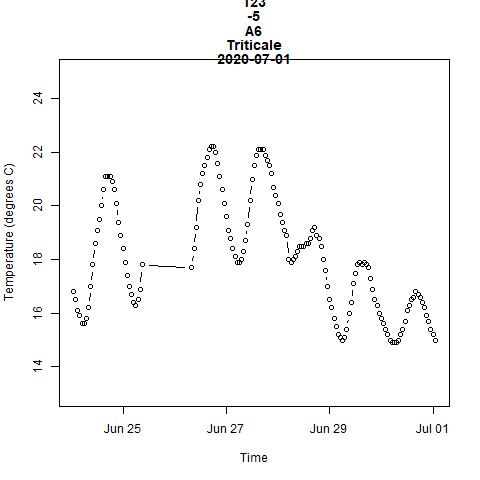 123
-5
A6
Triticale
2020-07-01
Temperature (degrees C)
24
22
20
18
16
14
Jun 25
Jun 27
Jun 29
Jul 01
Time